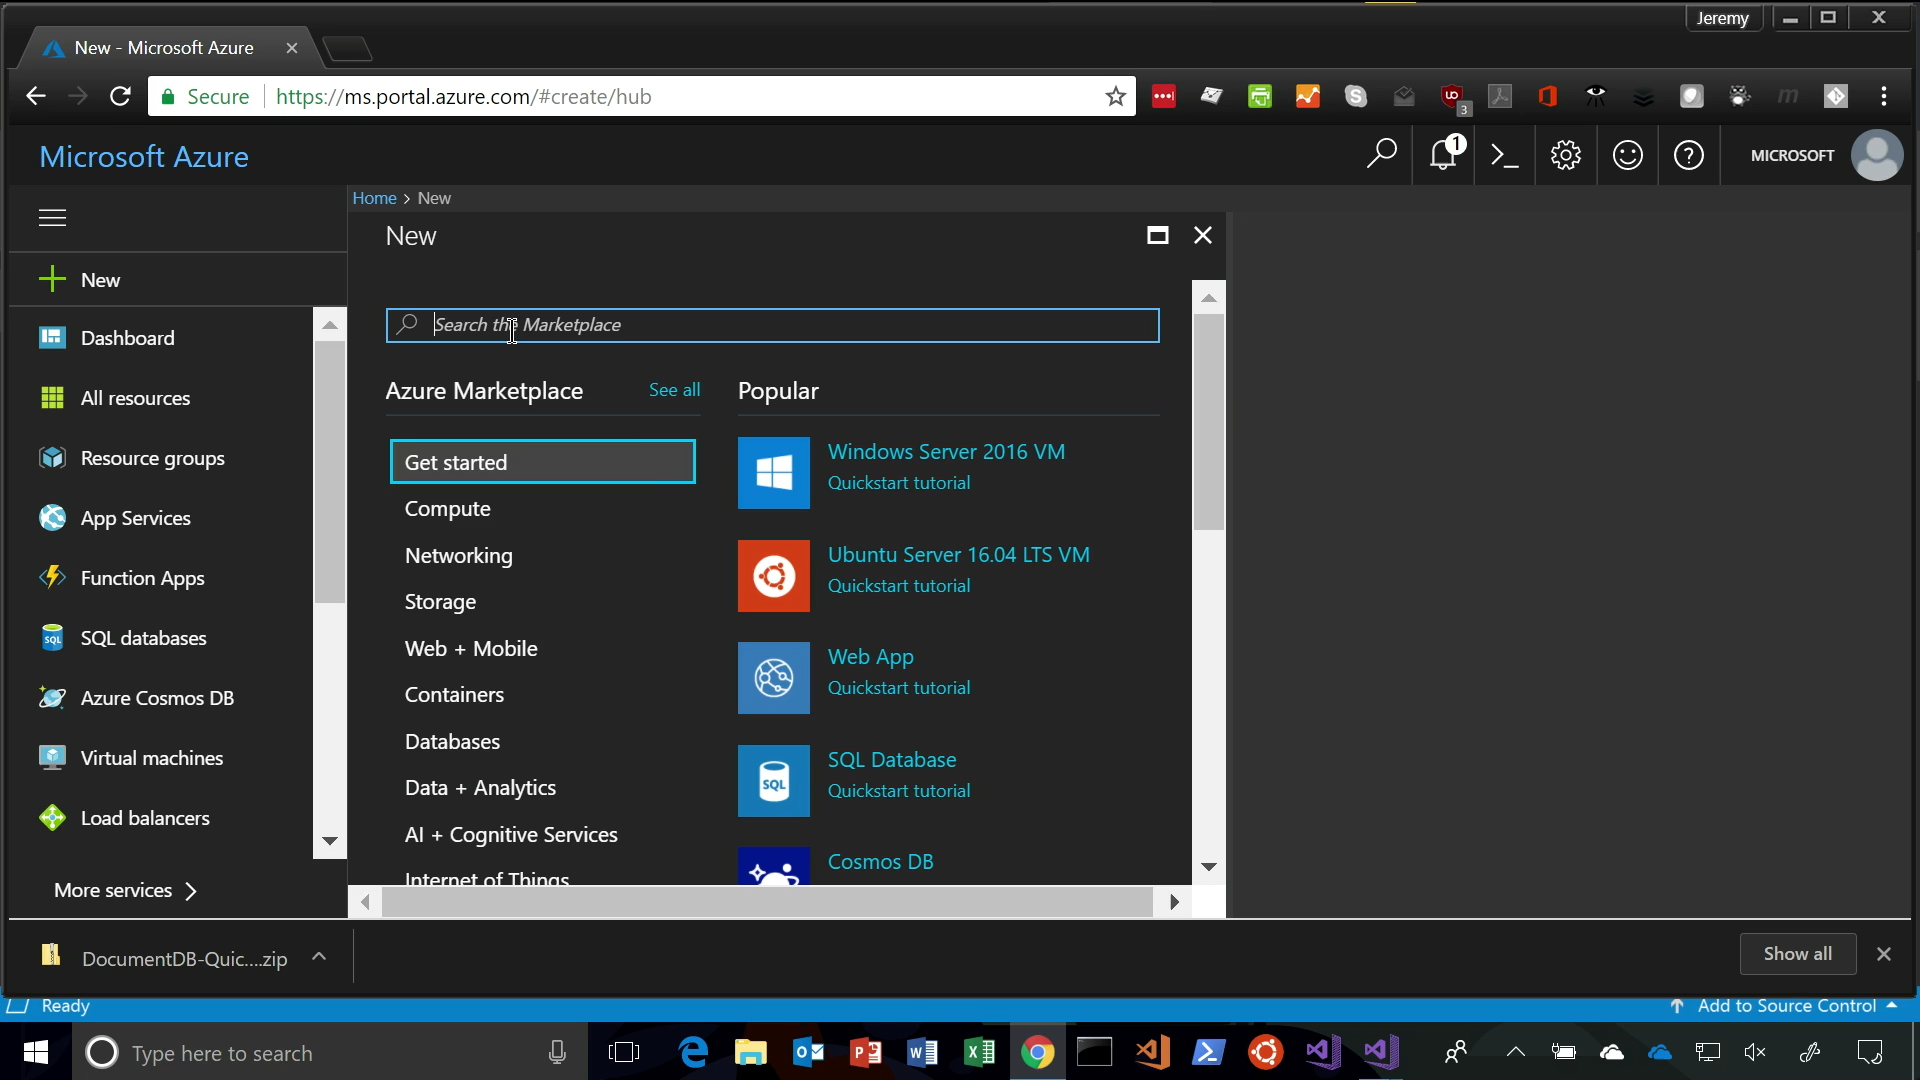 Jeremy
New - Microsoft Azure
Secure
https://ms.portal.azure.com/#create/hub
3
Microsoft Azure
1
MICROSOFT
Home > New
New
New
Search the Marketplace
Dashboard
All resources
Resource groups
App Services
Function Apps
SQL databases
Azure Cosmos DB
Virtual machines
Load balancers
More services
Azure Marketplace
See all
Get started
Compute
Networking
Storage
Web + Mobile
Containers
Databases
Data + Analytics
AI + Cognitive Services
Internet of Things
Popular
Windows Server 2016 VM
Quickstart tutorial
Ubuntu Server 16.04 LTS VM
Quickstart tutorial
Web App
Quickstart tutorial
SQL
SQL Database
Quickstart tutorial
Cosmos DB
DocumentDB-Quic....zip
Show all
Ready
Add to Source Control
Type here to search